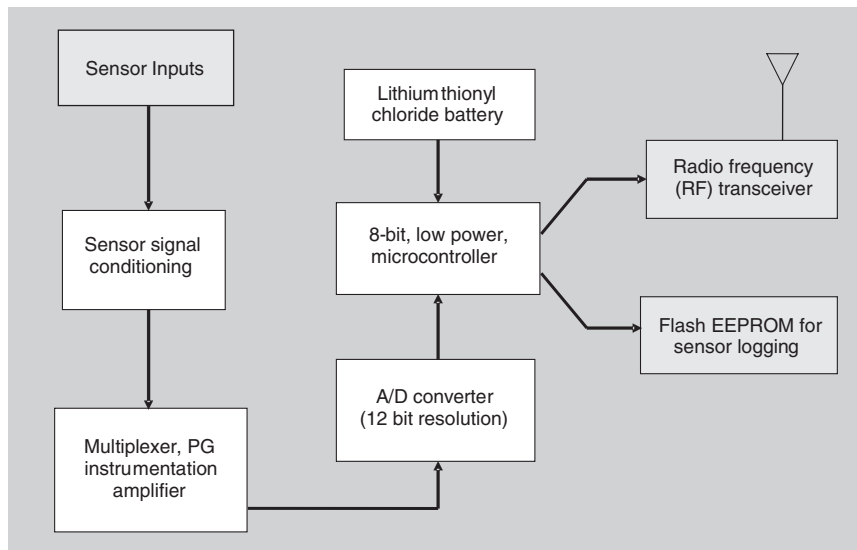 Sensor Inputs
Sensor signal
conditioning
Multiplexer, PG
instrumentation
amplifier
Lithium thionyl
chloride battery
8-bit, low power,
microcontroller
A/D converter
(12 bit resolution)
Radio frequency
(RF) transceiver
Flash EEPROM for
sensor logging